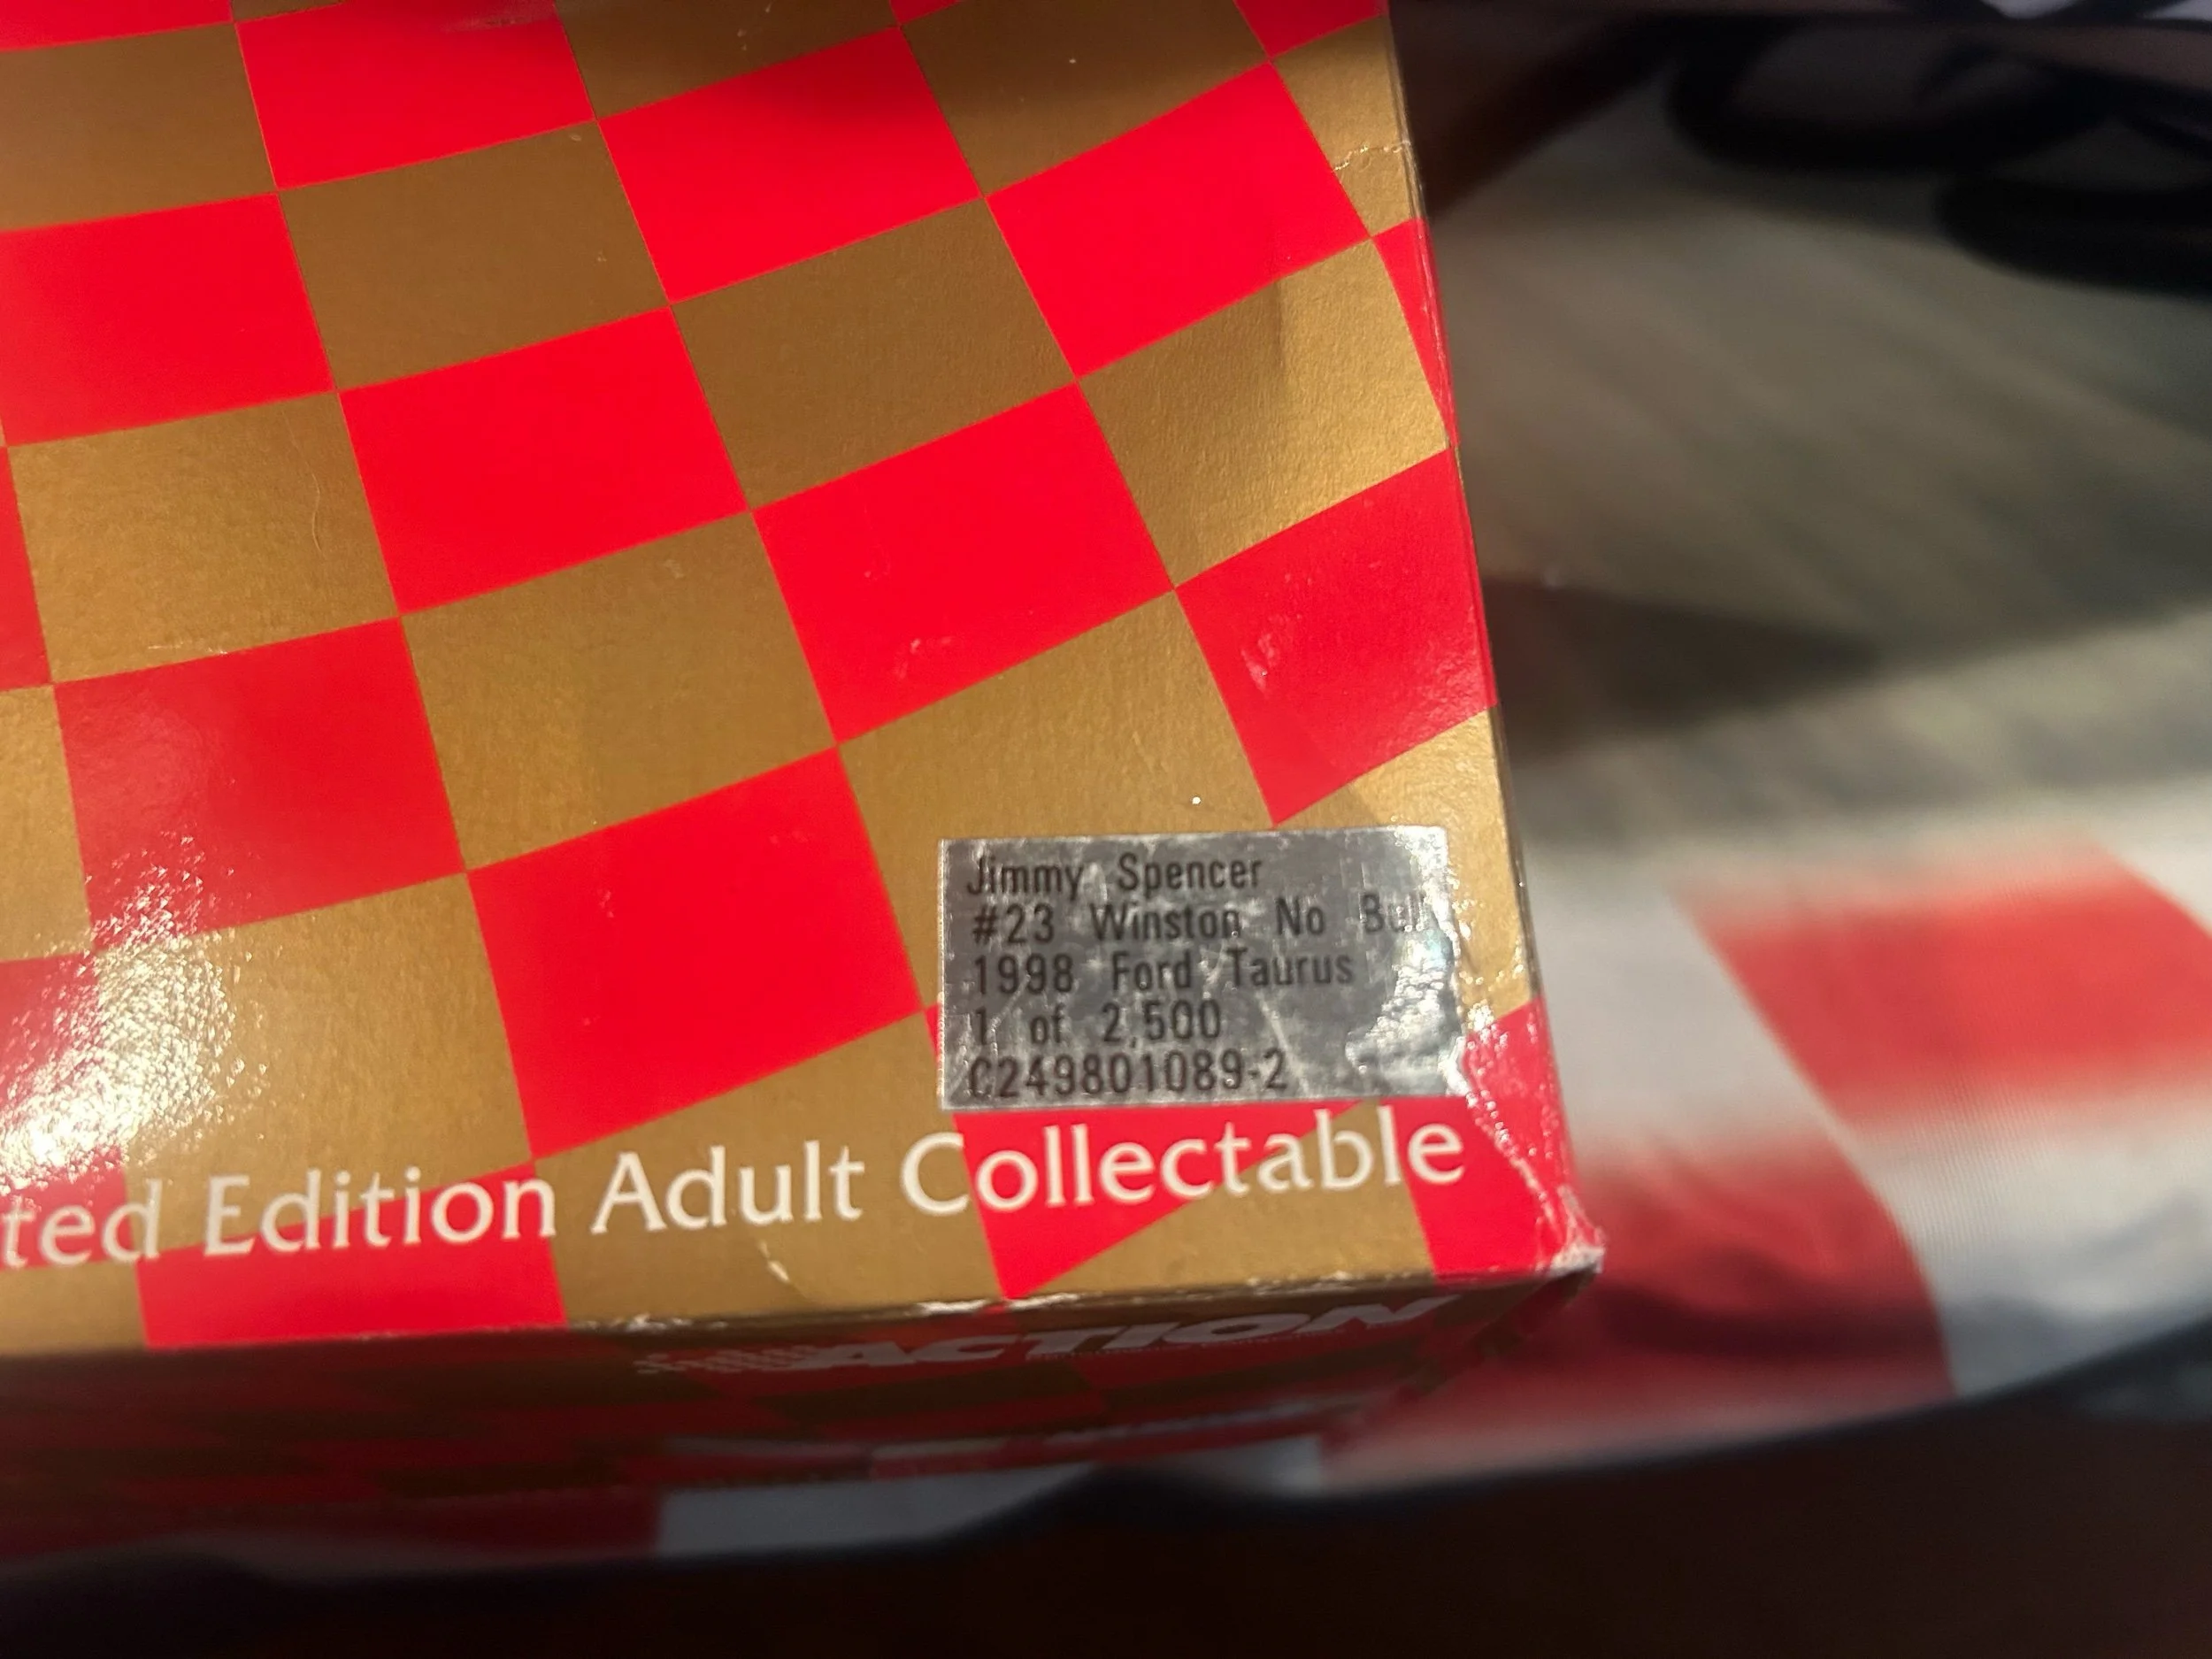 Jimmy Spencer
#23 Winston No Bull
1998 Ford Taurus
1 of 2,500
C249801089-2
ted Edition Adult Collectable
ACTION